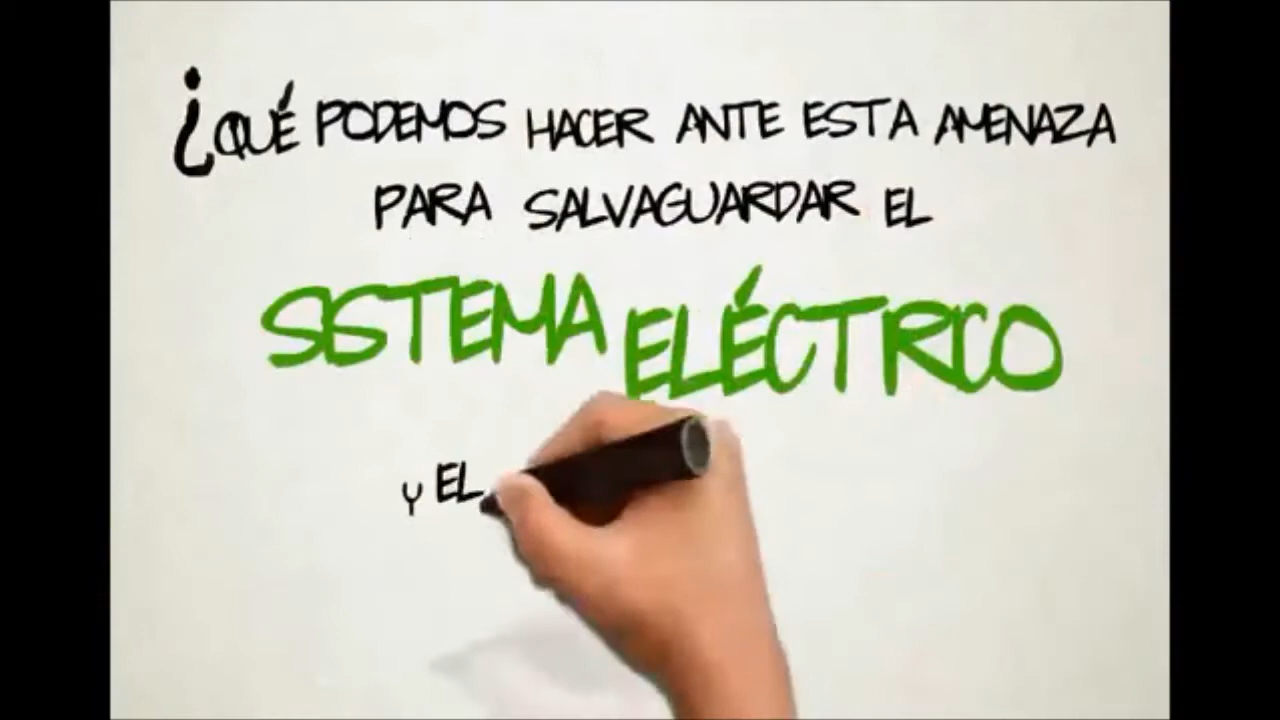 ¿QUÉ PODEMOS HACER ANTE ESTA AMENAZA
PARA SALVAGUARDAR EL
SISTEMA ELÉCTRICO
Y EL